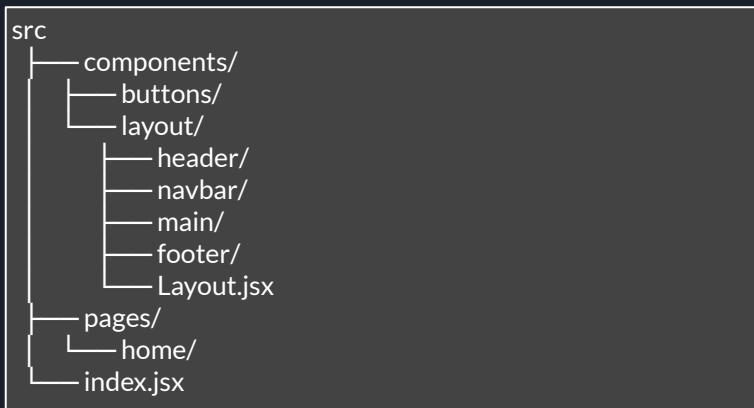 src
├── components/
│   ├── buttons/
│   └── layout/
│       ├── header/
│       ├── navbar/
│       ├── main/
│       ├── footer/
│       └── Layout.jsx
├── pages/
│   └── home/
└── index.jsx